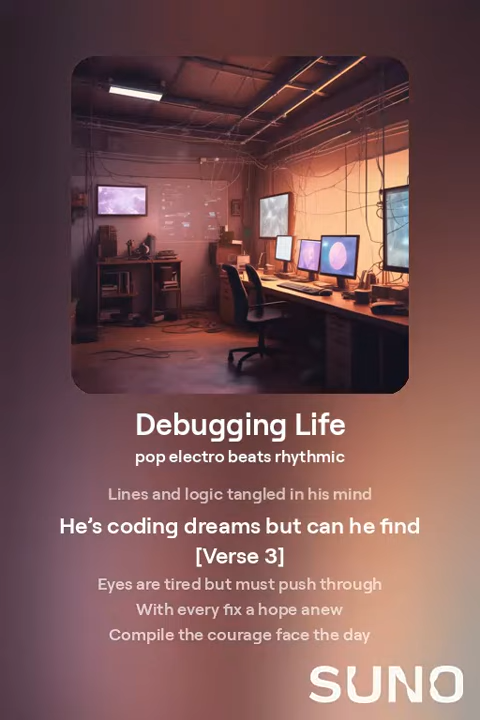 Debugging Life
pop electro beats rhythmic
Lines and logic tangled in his mind
He's coding dreams but can he find
[Verse 3]
Eyes are tired but must push through
With every fix a hope anew
Compile the courage face the day
SUNO